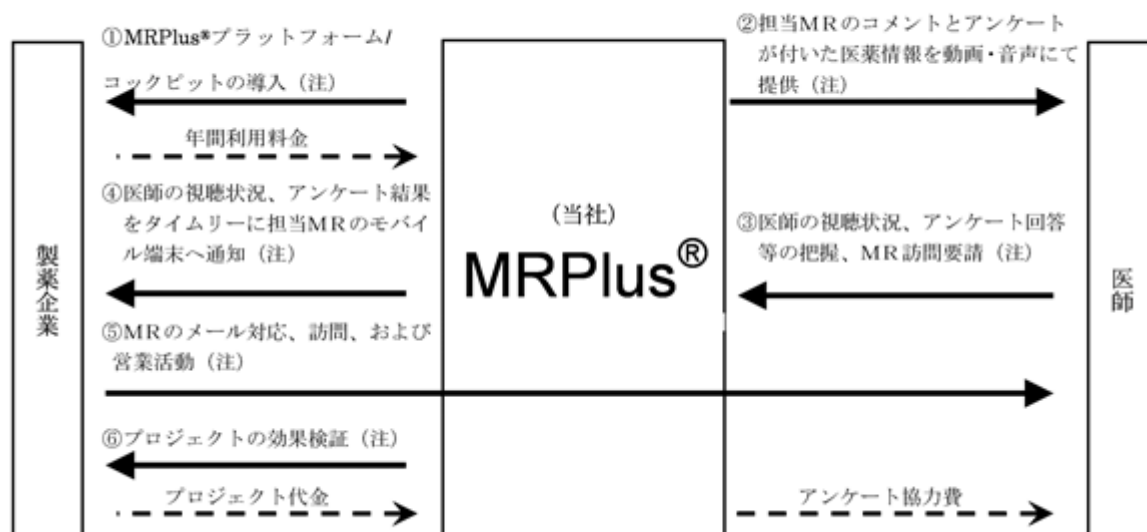 ①MRPlus®プラットフォーム/
コックピットの導入（注）
年間利用料金
④医師の視聴状況、アンケート結果
をタイムリーに担当MRのモバイ
ル端末へ通知（注）
⑤MRのメール対応、訪問、および
営業活動（注）
⑥プロジェクトの効果検証（注）
プロジェクト代金
製薬企業
（当社）
MRPlus®
②担当MRのコメントとアンケート
が付いた医薬情報を動画・音声にて
提供（注）
③医師の視聴状況、アンケート回答
等の把握、MR訪問要請（注）
アンケート協力費
医師